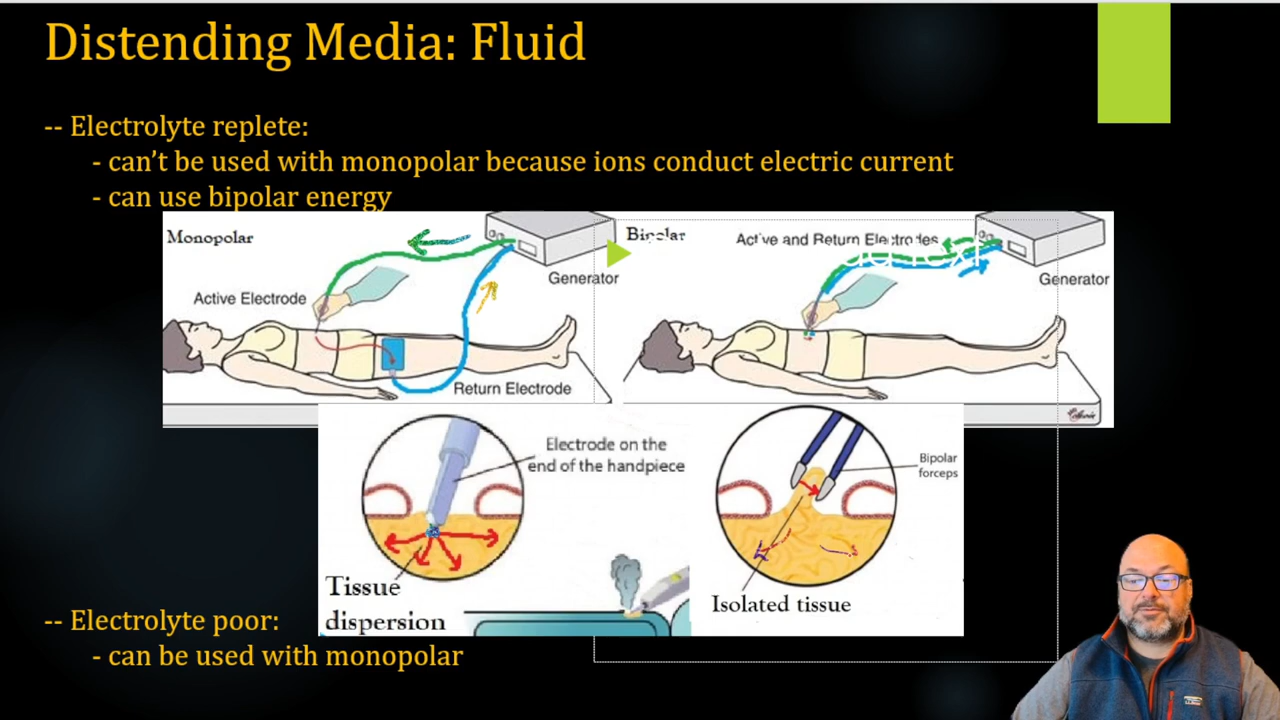 Distending Media: Fluid
-- Electrolyte replete:
- can’t be used with monopolar because ions conduct electric current
- can use bipolar energy
Monopolar
Generator
Active Electrode
Return Electrode
Bipolar
Active and Return Electrodes
Generator
Electrode on the
end of the handpiece
Tissue
dispersion
Bipolar
forceps
Isolated tissue
-- Electrolyte poor:
- can be used with monopolar